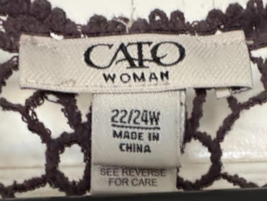 CATO
WOMAN
22/24W
MADE IN
CHINA
SEE REVERSE
FOR CARE